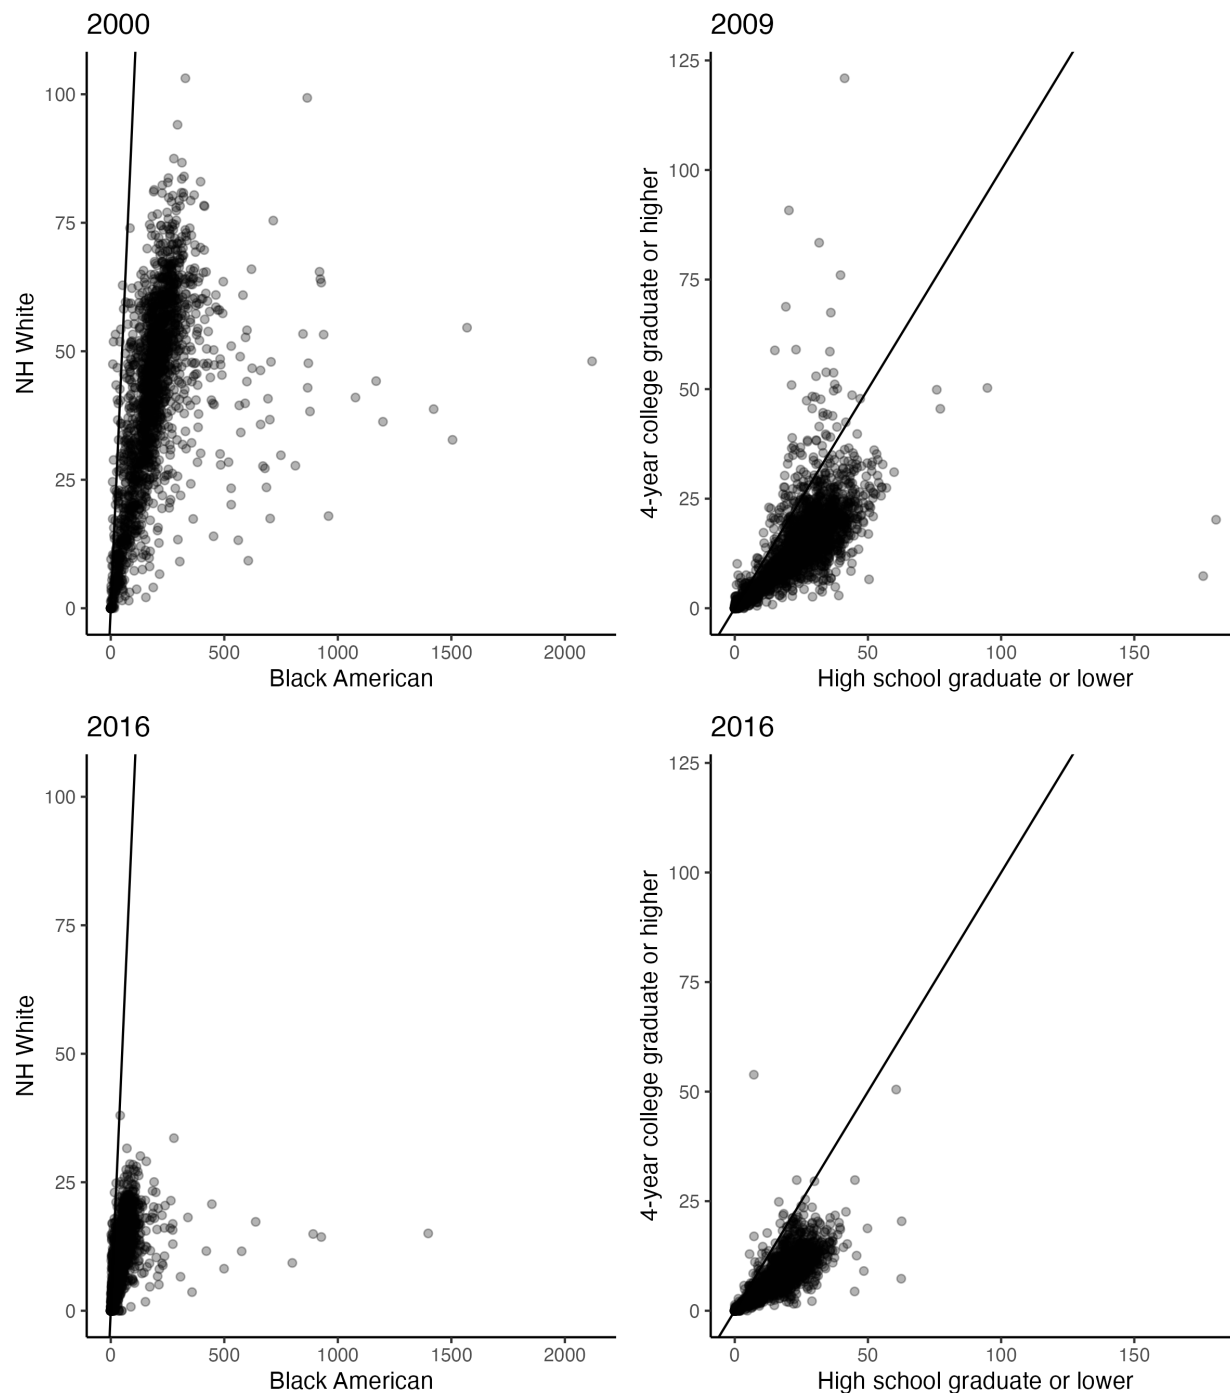 2000
NH White
100
75
50
25
0
0 500 1000 1500 2000
Black American
2009
4-year college graduate or higher
125
100
75
50
25
0
0 50 100 150
High school graduate or lower
2016
NH White
100
75
50
25
0
0 500 1000 1500 2000
Black American
2016
4-year college graduate or higher
125
100
75
50
25
0
0 50 100 150
High school graduate or lower